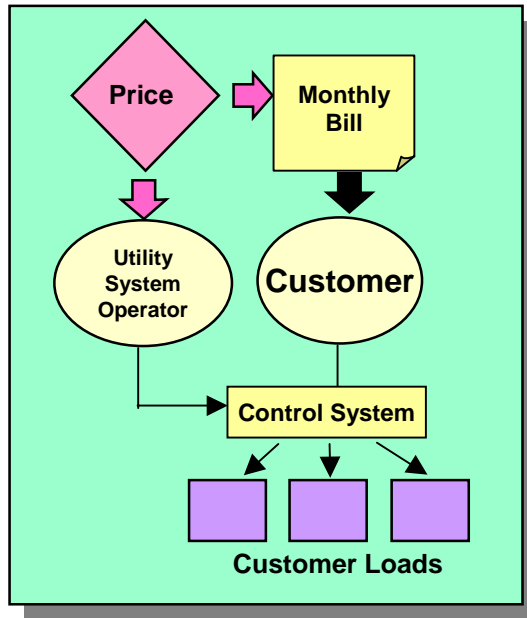 Price
Monthly
Bill
Utility
System
Operator
Customer
Control System
Customer Loads